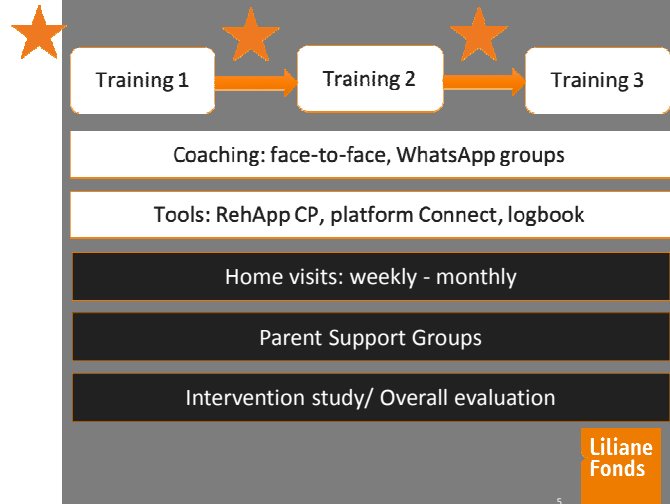 Training 1
Training 2
Training 3
Coaching: face-to-face, WhatsApp groups
Tools: RehApp CP, platform Connect, logbook
Home visits: weekly - monthly
Parent Support Groups
Intervention study/ Overall evaluation
Liliane
Fonds
5